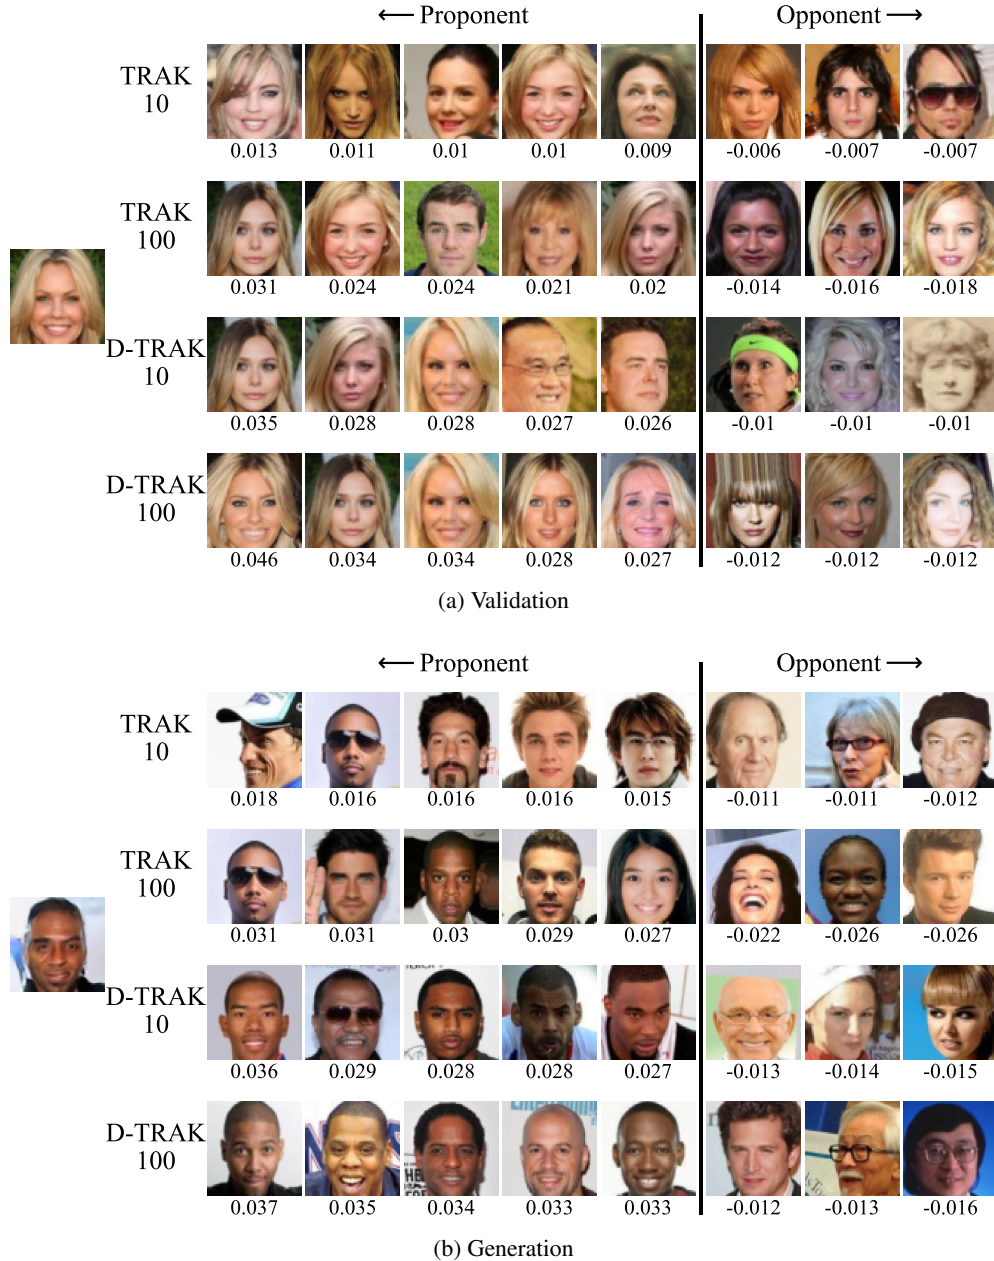 ← Proponent Opponent →
TRAK 10
0.013 0.011 0.01 0.01 0.009 -0.006 -0.007 -0.007
TRAK 100
0.031 0.024 0.024 0.021 0.02 -0.014 -0.016 -0.018
D-TRAK 10
0.035 0.028 0.028 0.027 0.026 -0.01 -0.01 -0.01
D-TRAK 100
0.046 0.034 0.034 0.028 0.027 -0.012 -0.012 -0.012
(a) Validation
← Proponent Opponent →
TRAK 10
0.018 0.016 0.016 0.016 0.015 -0.011 -0.011 -0.012
TRAK 100
0.031 0.031 0.03 0.029 0.027 -0.022 -0.026 -0.026
D-TRAK 10
0.036 0.029 0.028 0.028 0.027 -0.013 -0.014 -0.015
D-TRAK 100
0.037 0.035 0.034 0.033 0.033 -0.012 -0.013 -0.016
(b) Generation